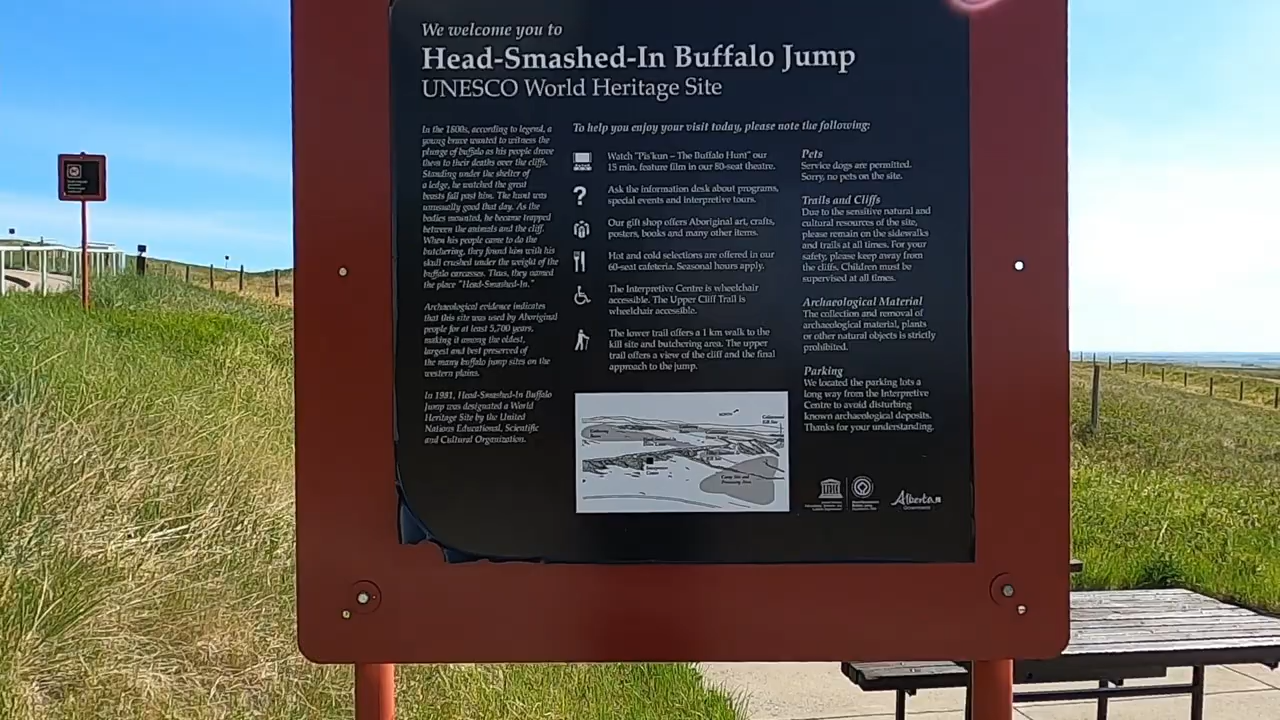 We welcome you to
Head-Smashed-In Buffalo Jump
UNESCO World Heritage Site
In the 1800s, according to legend, a
young brave wanted to witness the
plunge of buffalo as his people drove
them to their deaths over the cliffs.
Standing under the shelter of
a ledge, he watched the great
beasts fall past him. The hunt was
unusually good that day. As the
bodies mounted, he became trapped
between the animals and the cliff.
When his people came to do the
butchering, they found him with his
skull crushed under the weight of the
buffalo carcasses. Thus, they named
the place "Head-Smashed-In."
Archaeological evidence indicates
that this site was used by Aboriginal
people for at least 5,700 years,
making it among the oldest,
largest and best preserved of
the many buffalo jump sites on the
western plains.
In 1981, Head-Smashed-In Buffalo
Jump was designated a World
Heritage Site by the United
Nations Educational, Scientific
and Cultural Organization.
To help you enjoy your visit today, please note the following:
Watch "Pis'kun – The Buffalo Hunt" our
15 min. feature film in our 80-seat theatre.
? Ask the information desk about programs,
special events and interpretive tours.
Our gift shop offers Aboriginal art, crafts,
posters, books and many other items.
Hot and cold selections are offered in our
60-seat cafeteria. Seasonal hours apply.
The Interpretive Centre is wheelchair
accessible. The Upper Cliff Trail is
wheelchair accessible.
The lower trail offers a 1 km walk to the
kill site and butchering area. The upper
trail offers a view of the cliff and the final
approach to the jump.
Pets
Service dogs are permitted.
Sorry, no pets on the site.
Trails and Cliffs
Due to the sensitive natural and
cultural resources of the site,
please remain on the sidewalks
and trails at all times. For your
safety, please keep away from
the cliffs. Children must be
supervised at all times.
Archaeological Material
The collection and removal of
archaeological material, plants
or other natural objects is strictly
prohibited.
Parking
We located the parking lots a
long way from the Interpretive
Centre to avoid disturbing
known archaeological deposits.
Thanks for your understanding.
NORTH
Camp Site and
Processing Area
Alberta
Government